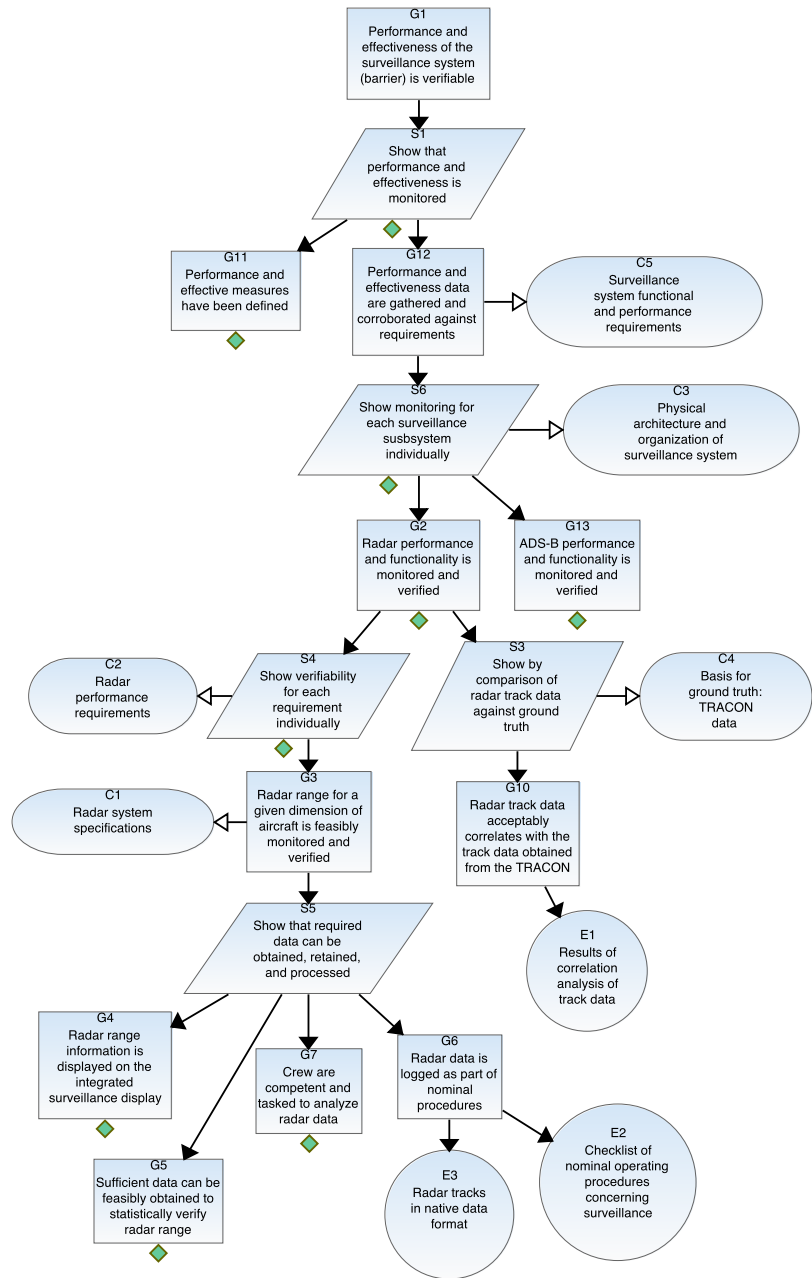 G1
Performance and
effectiveness of the
surveillance system
(barrier) is verifiable
S1
Show that
performance and
effectiveness is
monitored
G11
Performance and
effective measures
have been defined
G12
Performance and
effectiveness data
are gathered and
corroborated against
requirements
C5
Surveillance
system functional
and performance
requirements
S6
Show monitoring for
each surveillance
susbsystem
individually
C3
Physical
architecture and
organization of
surveillance system
G2
Radar performance
and functionality is
monitored and
verified
G13
ADS-B performance
and functionality is
monitored and
verified
C2
Radar
performance
requirements
S4
Show verifiability
for each
requirement
individually
S3
Show by
comparison of
radar track data
against ground
truth
C4
Basis for
ground truth:
TRACON
data
C1
Radar system
specifications
G3
Radar range for a
given dimension of
aircraft is feasibly
monitored and
verified
G10
Radar track data
acceptably
correlates with the
track data obtained
from the TRACON
S5
Show that required
data can be
obtained, retained,
and processed
E1
Results of
correlation
analysis of
track data
G4
Radar range
information is
displayed on the
integrated
surveillance display
G7
Crew are
competent and
tasked to analyze
radar data
G6
Radar data is
logged as part of
nominal
procedures
G5
Sufficient data can be
feasibly obtained to
statistically verify
radar range
E3
Radar tracks
in native data
format
E2
Checklist of
nominal operating
procedures
concerning
surveillance